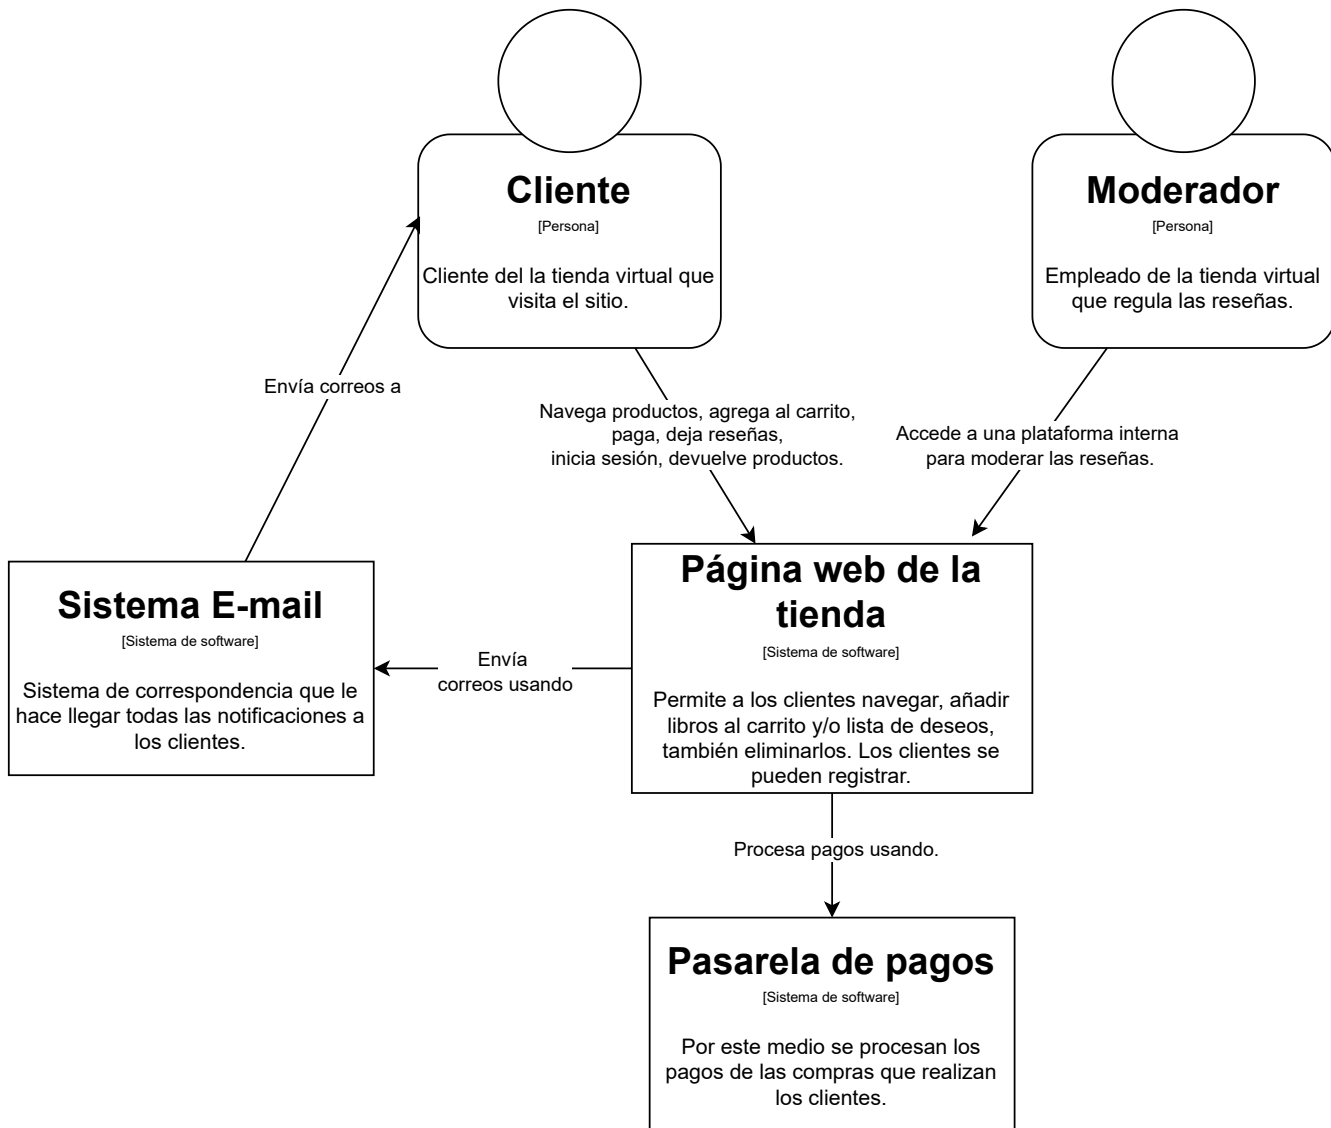 Cliente
[Persona]
Cliente del la tienda virtual que
visita el sitio.
Moderador
[Persona]
Empleado de la tienda virtual
que regula las reseñas.
Envía correos a
Navega productos, agrega al carrito,
paga, deja reseñas,
inicia sesión, devuelve productos.
Accede a una plataforma interna
para moderar las reseñas.
Sistema E-mail
[Sistema de software]
Sistema de correspondencia que le
hace llegar todas las notificaciones a
los clientes.
Envía
correos usando
Página web de la
tienda
[Sistema de software]
Permite a los clientes navegar, añadir
libros al carrito y/o lista de deseos,
también eliminarlos. Los clientes se
pueden registrar.
Procesa pagos usando.
Pasarela de pagos
[Sistema de software]
Por este medio se procesan los
pagos de las compras que realizan
los clientes.